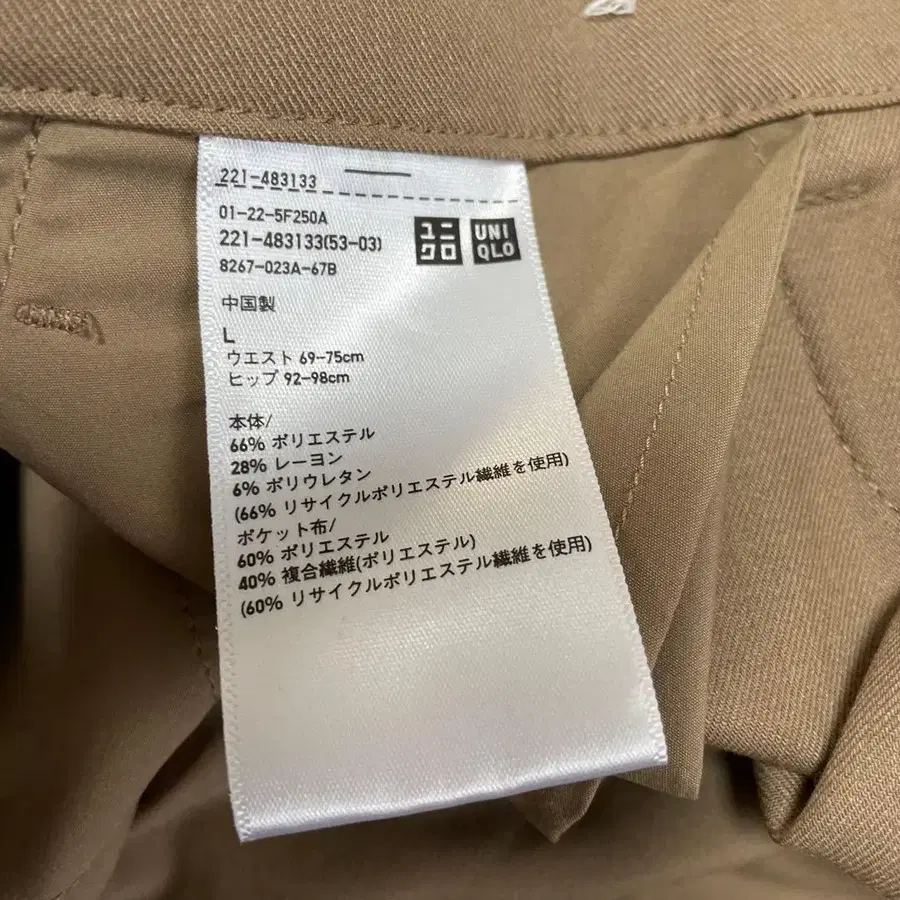 221-483133
01-22-5F250A
221-483133(53-03)
8267-023A-67B
ユニクロ
UNIQLO
中国製
L
ウエスト 69-75cm
ヒップ 92-98cm
本体/
66% ポリエステル
28% レーヨン
6% ポリウレタン
(66% リサイクルポリエステル繊維を使用)
ポケット布/
60% ポリエステル
40% 複合繊維(ポリエステル)
(60% リサイクルポリエステル繊維を使用)